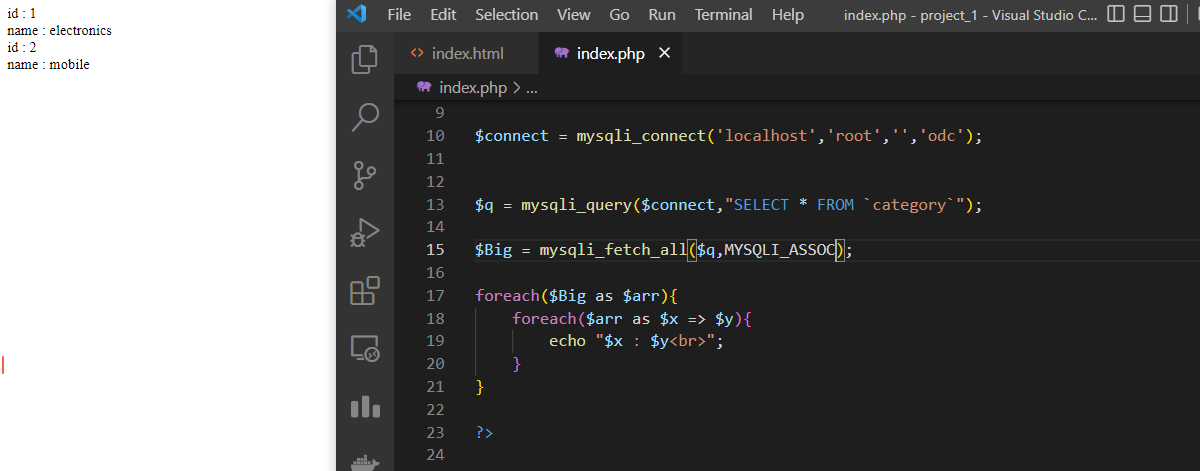 id : 1
name : electronics
id : 2
name : mobile
File Edit Selection View Go Run Terminal Help index.php - project_1 - Visual Studio C...
index.html index.php
index.php > ...
9
10 $connect = mysqli_connect('localhost','root','','odc');
11
12
13 $q = mysqli_query($connect,"SELECT * FROM `category`");
14
15 $Big = mysqli_fetch_all($q,MYSQLI_ASSOC);
16
17 foreach($Big as $arr){
18 foreach($arr as $x => $y){
19 echo "$x : $y<br>";
20 }
21 }
22
23 ?>
24